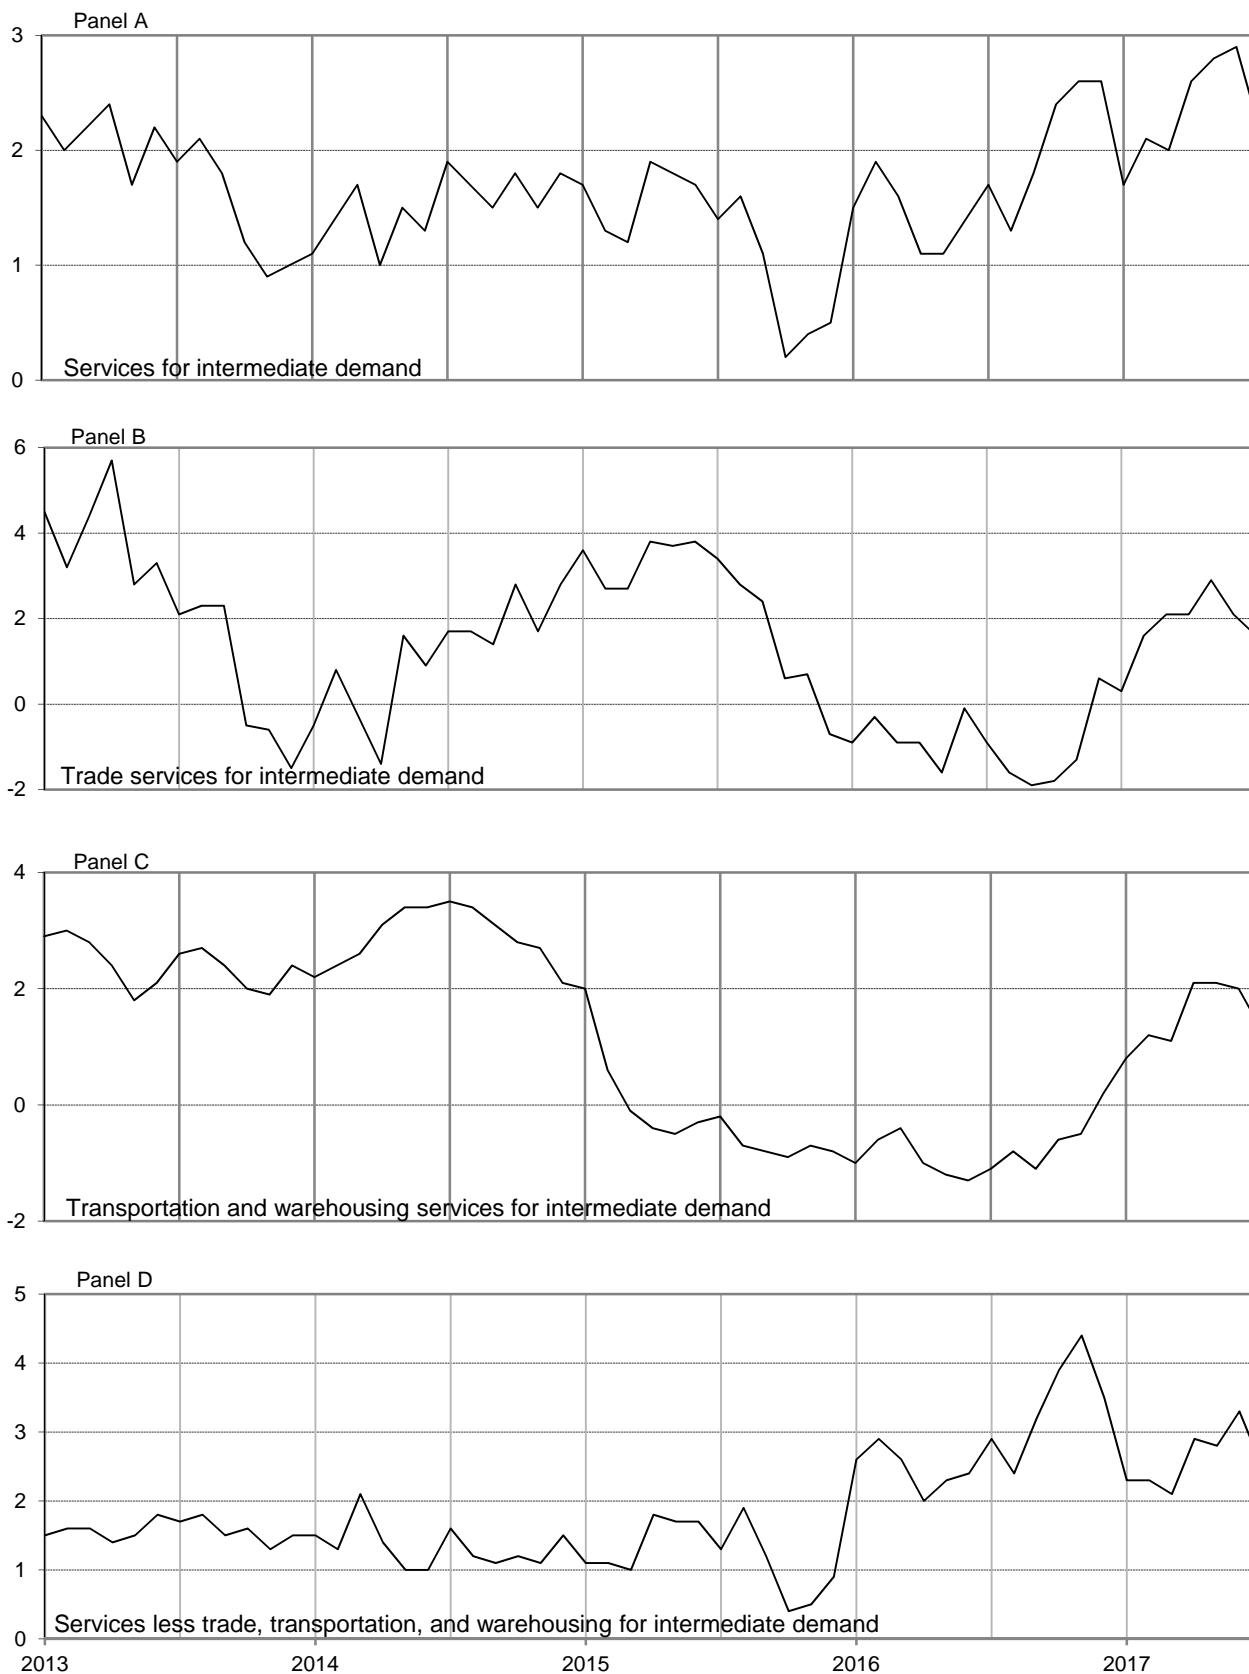 Panel A
3
2
1
0
Services for intermediate demand
Panel B
6
4
2
0
-2
Trade services for intermediate demand
Panel C
4
2
0
-2
Transportation and warehousing services for intermediate demand
Panel D
5
4
3
2
1
0
Services less trade, transportation, and warehousing for intermediate demand
2013 2014 2015 2016 2017